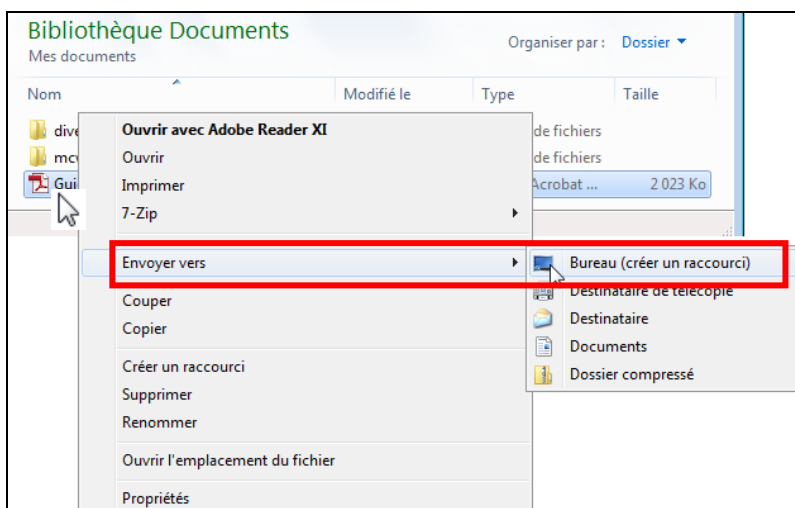 Bibliothèque Documents
Mes documents
Organiser par : Dossier
Nom Modifié le Type Taille
Ouvrir avec Adobe Reader XI
de fichiers
Ouvrir
de fichiers
Gui Imprimer Acrobat ... 2 023 Ko
7-Zip
Envoyer vers Bureau (créer un raccourci)
Destinataire de télécopie
Couper
Destinataire
Copier
Documents
Créer un raccourci
Dossier compressé
Supprimer
Renommer
Ouvrir l'emplacement du fichier
Propriétés